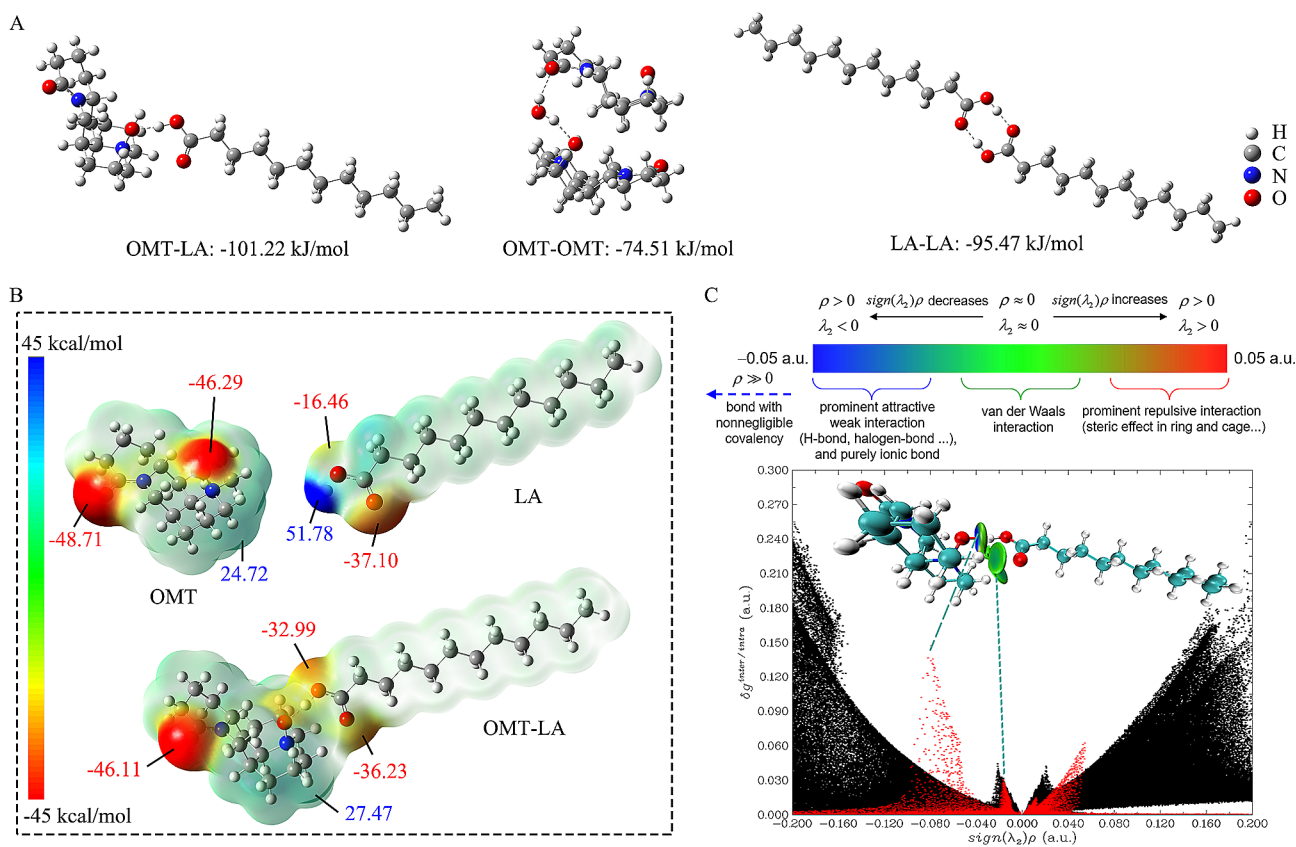 A
H
C
N
O
OMT-LA: -101.22 kJ/mol
OMT-OMT: -74.51 kJ/mol
LA-LA: -95.47 kJ/mol
B
45 kcal/mol
-46.29
-16.46
LA
-48.71
51.78
-37.10
24.72
OMT
-32.99
OMT-LA
-46.11
-36.23
27.47
-45 kcal/mol
C
ρ > 0
sign(λ₂)ρ decreases
ρ ≈ 0
sign(λ₂)ρ increases
ρ > 0
λ₂ < 0
λ₂ ≈ 0
λ₂ > 0
−0.05 a.u.
0.05 a.u.
ρ ≫ 0
bond with
nonnegligible
covalency
prominent attractive
weak interaction
(H-bond, halogen-bond ...),
and purely ionic bond
van der Waals
interaction
prominent repulsive interaction
(steric effect in ring and cage...)
0.300
0.270
0.240
0.210
0.180
0.150
0.120
0.090
0.060
0.030
0.000
δg^inter/intra (a.u.)
-0.200
-0.160
-0.120
-0.080
-0.040
0.000
0.040
0.080
0.120
0.160
0.200
sign(λ₂)ρ (a.u.)